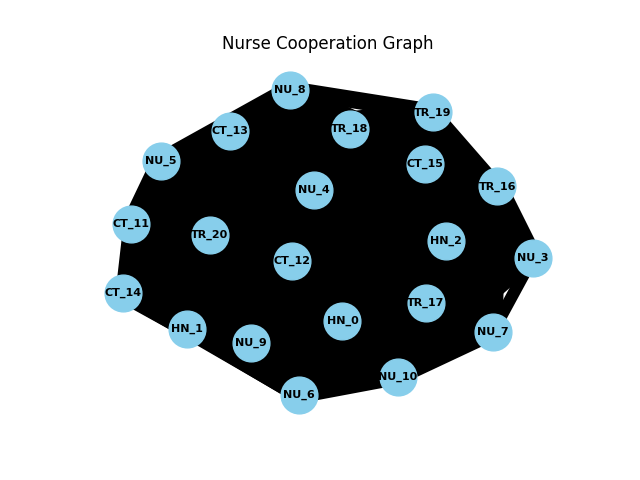 Nurse Cooperation Graph
NU_8
TR_19
TR_18
CT_13
NU_5
CT_15
TR_16
NU_4
CT_11
TR_20
HN_2
NU_3
CT_12
CT_14
TR_17
HN_0
HN_1
NU_7
NU_9
NU_10
NU_6